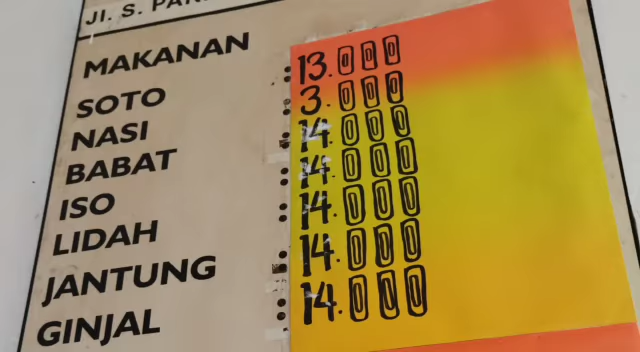 Jl. S.
MAKANAN
SOTO : 13.000
NASI : 3.000
BABAT : 14.000
ISO : 14.000
LIDAH : 14.000
JANTUNG : 14.000
GINJAL : 14.000